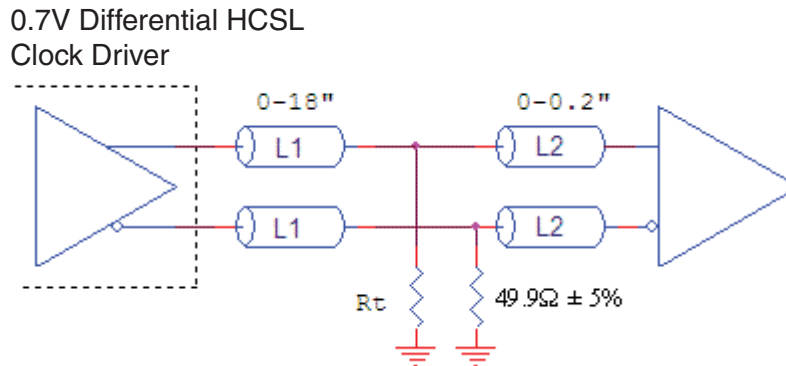 0.7V Differential HCSL
Clock Driver
0-18"
0-0.2"
L1
L2
L1
L2
Rt
49.9Ω ± 5%